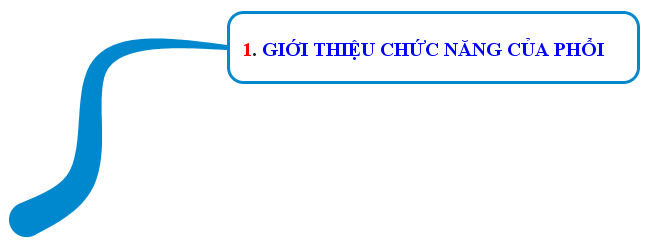 1. GIỚI THIỆU CHỨC NĂNG CỦA PHỔI